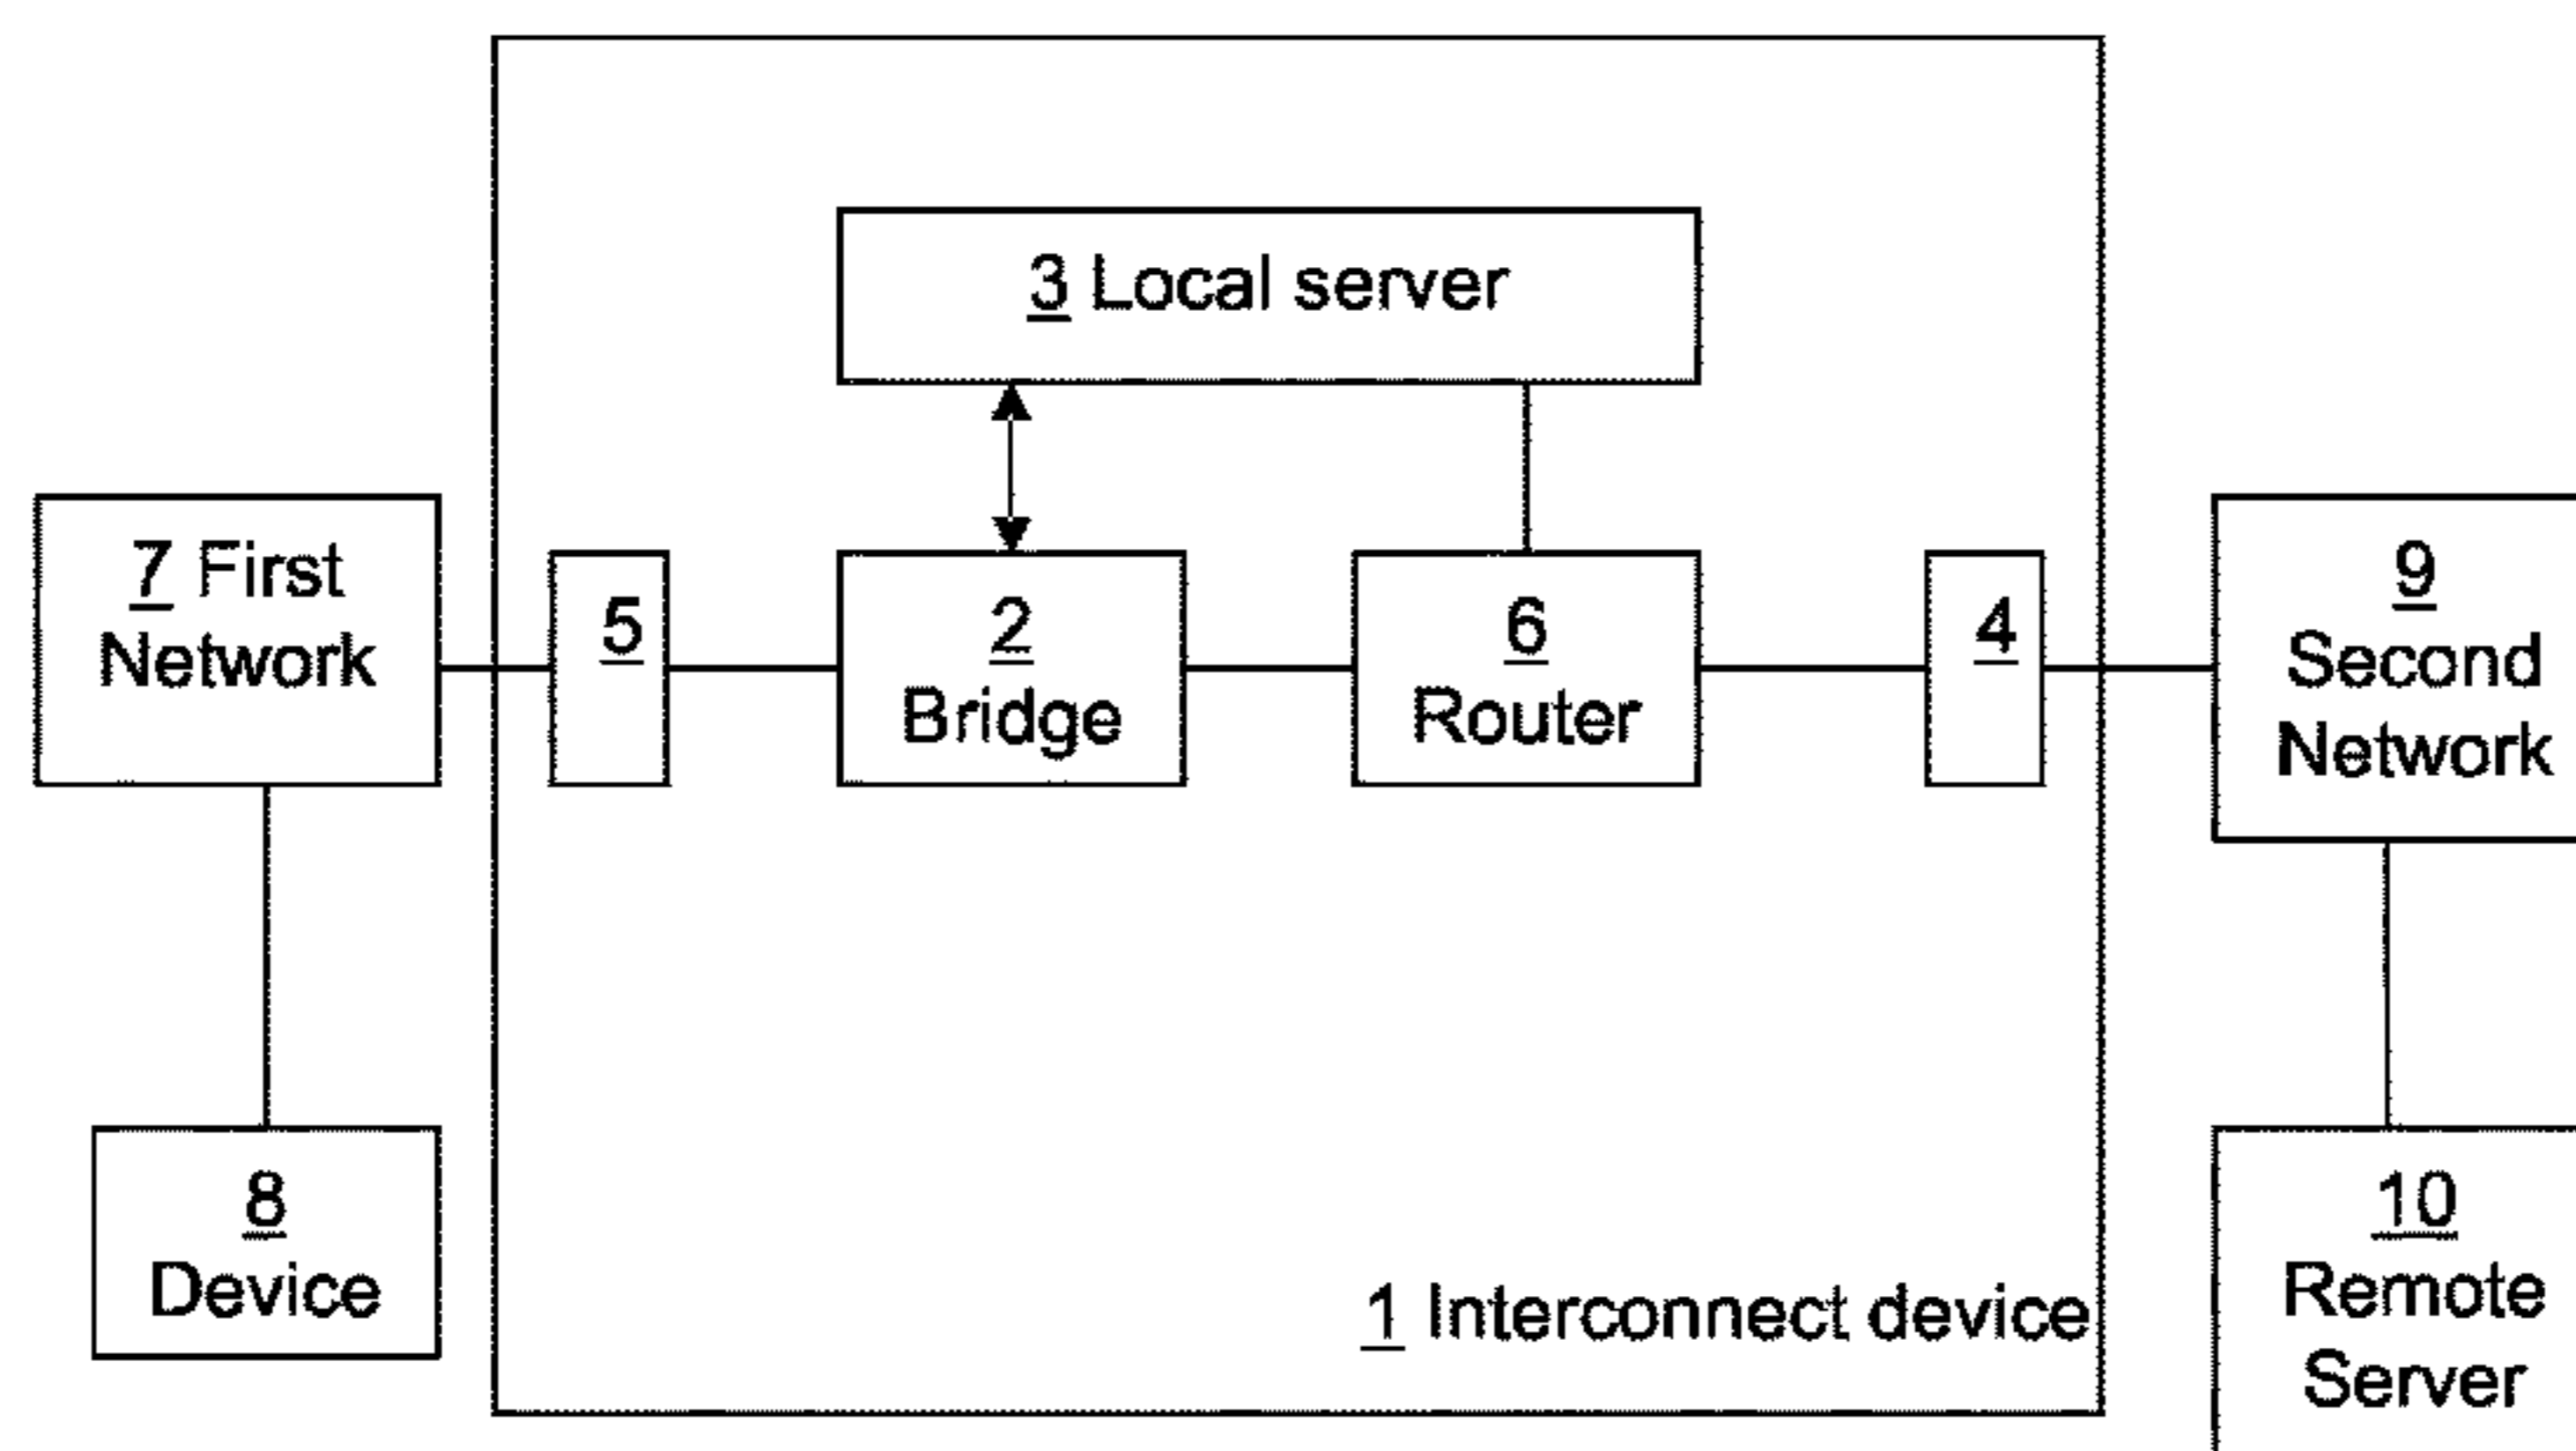 3 Local server
7 First
Network
5
2
Bridge
6
Router
4
9
Second
Network
8
Device
1 Interconnect device
10
Remote
Server